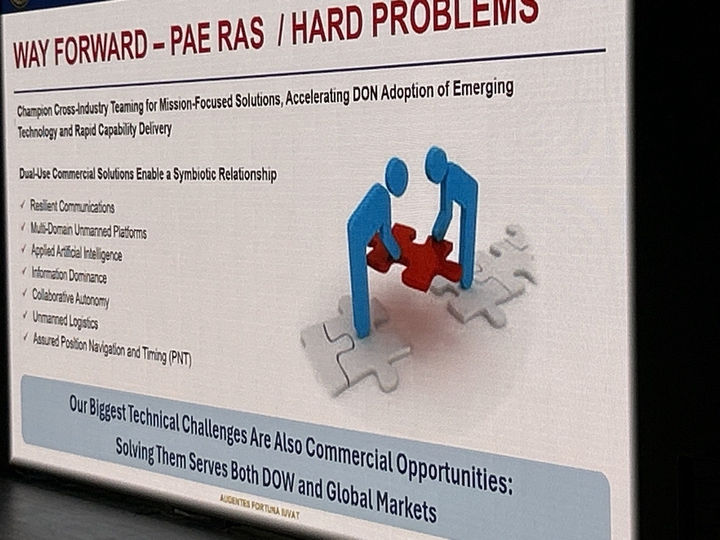 WAY FORWARD – PAE RAS / HARD PROBLEMS
Champion Cross-Industry Teaming for Mission-Focused Solutions, Accelerating DON Adoption of Emerging
Technology and Rapid Capability Delivery
Dual-Use Commercial Solutions Enable a Symbiotic Relationship
✓ Resilient Communications
✓ Multi-Domain Unmanned Platforms
✓ Applied Artificial Intelligence
✓ Information Dominance
✓ Collaborative Autonomy
✓ Unmanned Logistics
✓ Assured Position Navigation and Timing (PNT)
Our Biggest Technical Challenges Are Also Commercial Opportunities:
Solving Them Serves Both DOW and Global Markets
AUDENTES FORTUNA IUVAT